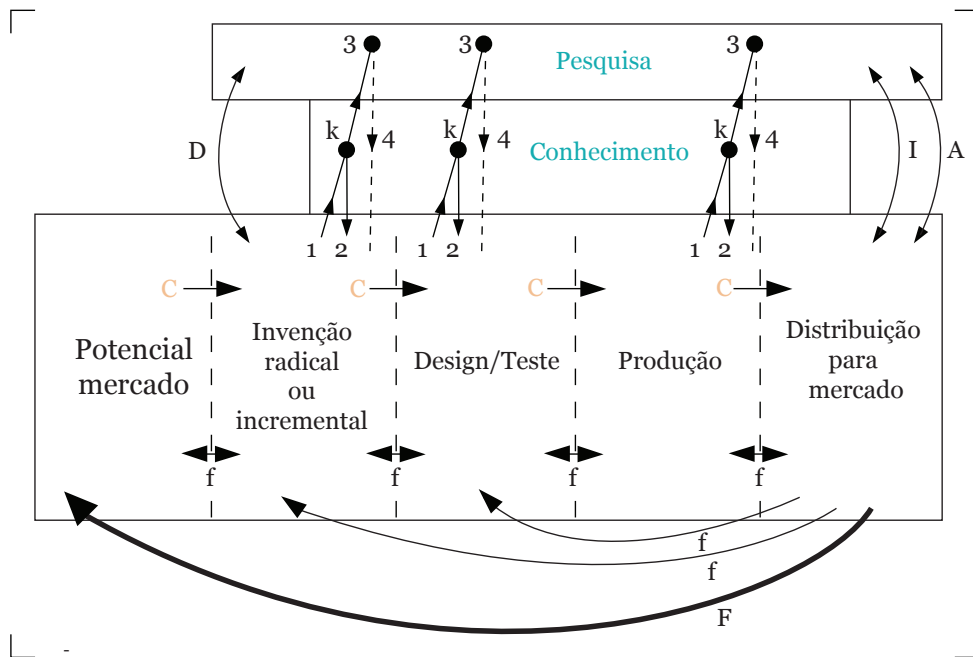 3
3
3
Pesquisa
D
k
4
k
4
Conhecimento
k
4
I
A
1
2
1
2
1
2
C
C
C
C
Potencial
mercado
Invenção
radical
ou
incremental
Design/Teste
Produção
Distribuição
para
mercado
f
f
f
f
f
f
F
-